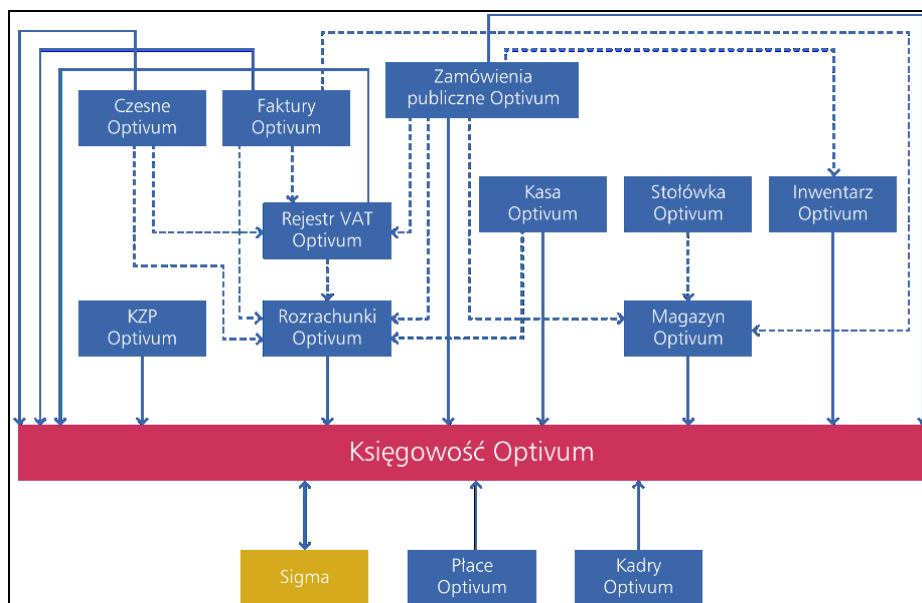 Czesne
Optivum
Faktury
Optivum
Zamówienia
publiczne Optivum
Rejestr VAT
Optivum
Kasa
Optivum
Stołówka
Optivum
Inwentarz
Optivum
KZP
Optivum
Rozrachunki
Optivum
Magazyn
Optivum
Księgowość Optivum
Sigma
Płace
Optivum
Kadry
Optivum